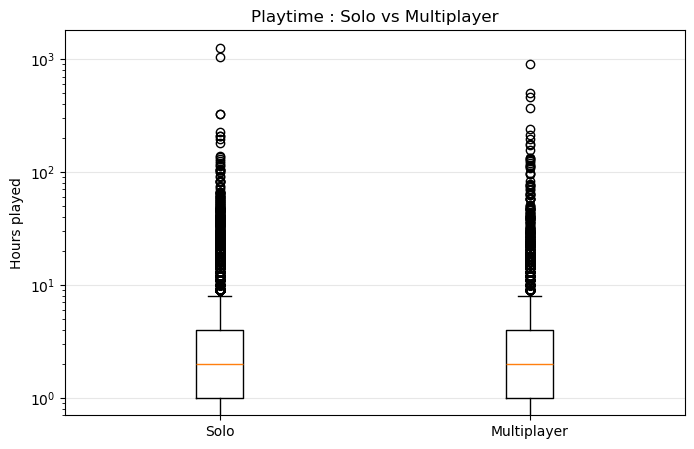 Playtime : Solo vs Multiplayer
Hours played
10³
10²
10¹
10⁰
Solo
Multiplayer